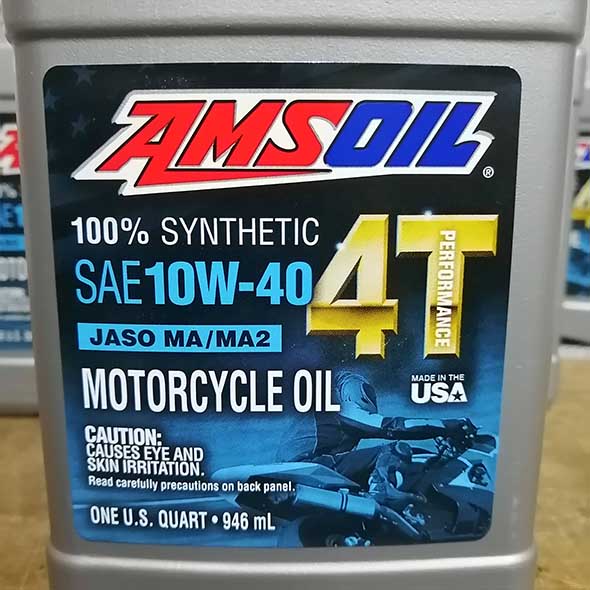 AMSOIL®
100% SYNTHETIC
SAE 10W-40
4T
PERFORMANCE
JASO MA/MA2
MOTORCYCLE OIL
MADE IN THE
USA
CAUTION:
CAUSES EYE AND
SKIN IRRITATION.
Read carefully precautions on back panel.
ONE U.S. QUART • 946 mL